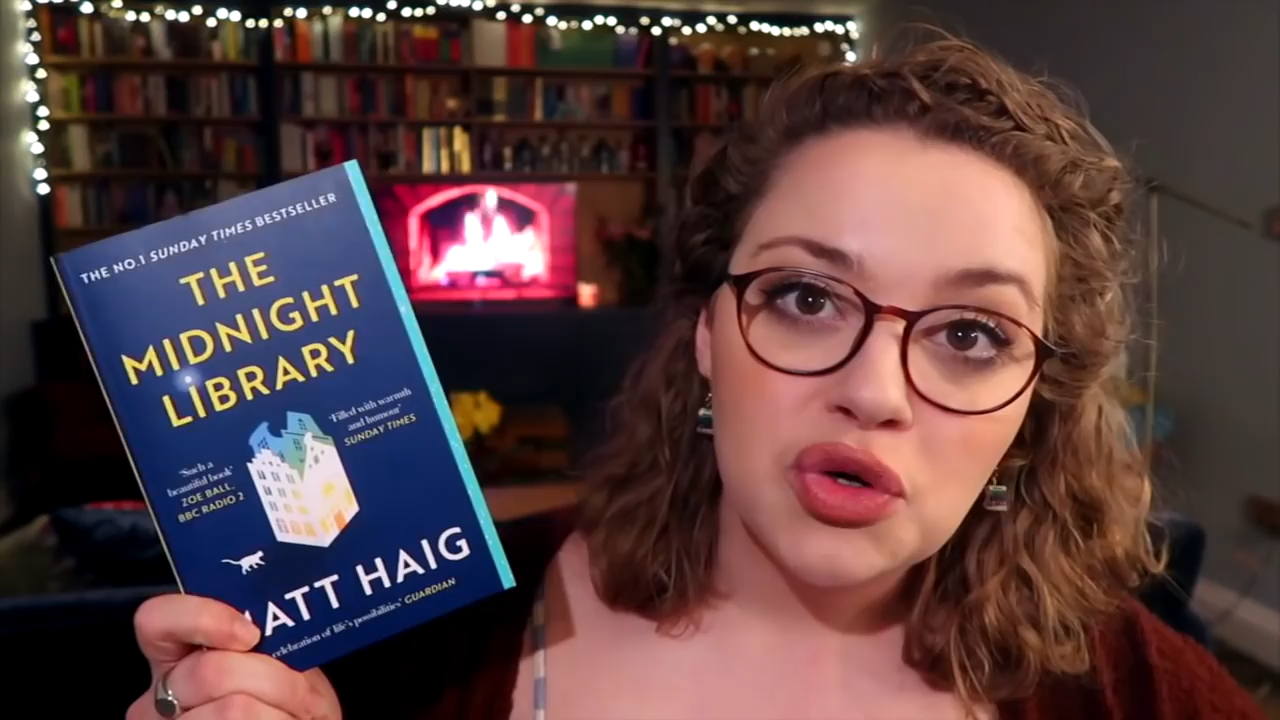 THE NO.1 SUNDAY TIMES BESTSELLER
THE
MIDNIGHT
LIBRARY
'Filled with warmth
and humour'
SUNDAY TIMES
'Such a
beautiful book'
ZOE BALL,
BBC RADIO 2
ATT HAIG
celebration of life's possibilities' GUARDIAN